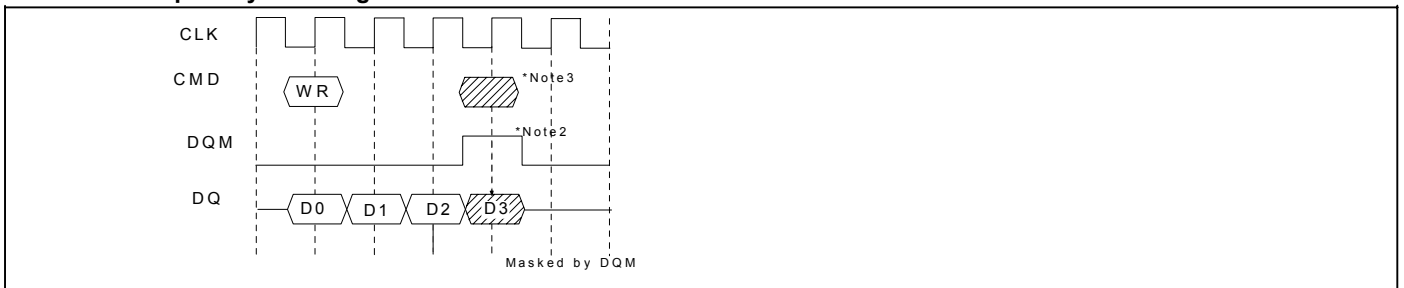 CLK
CMD
WR
*Note3
DQM
*Note2
DQ
D0 D1 D2 D3
Masked by DQM